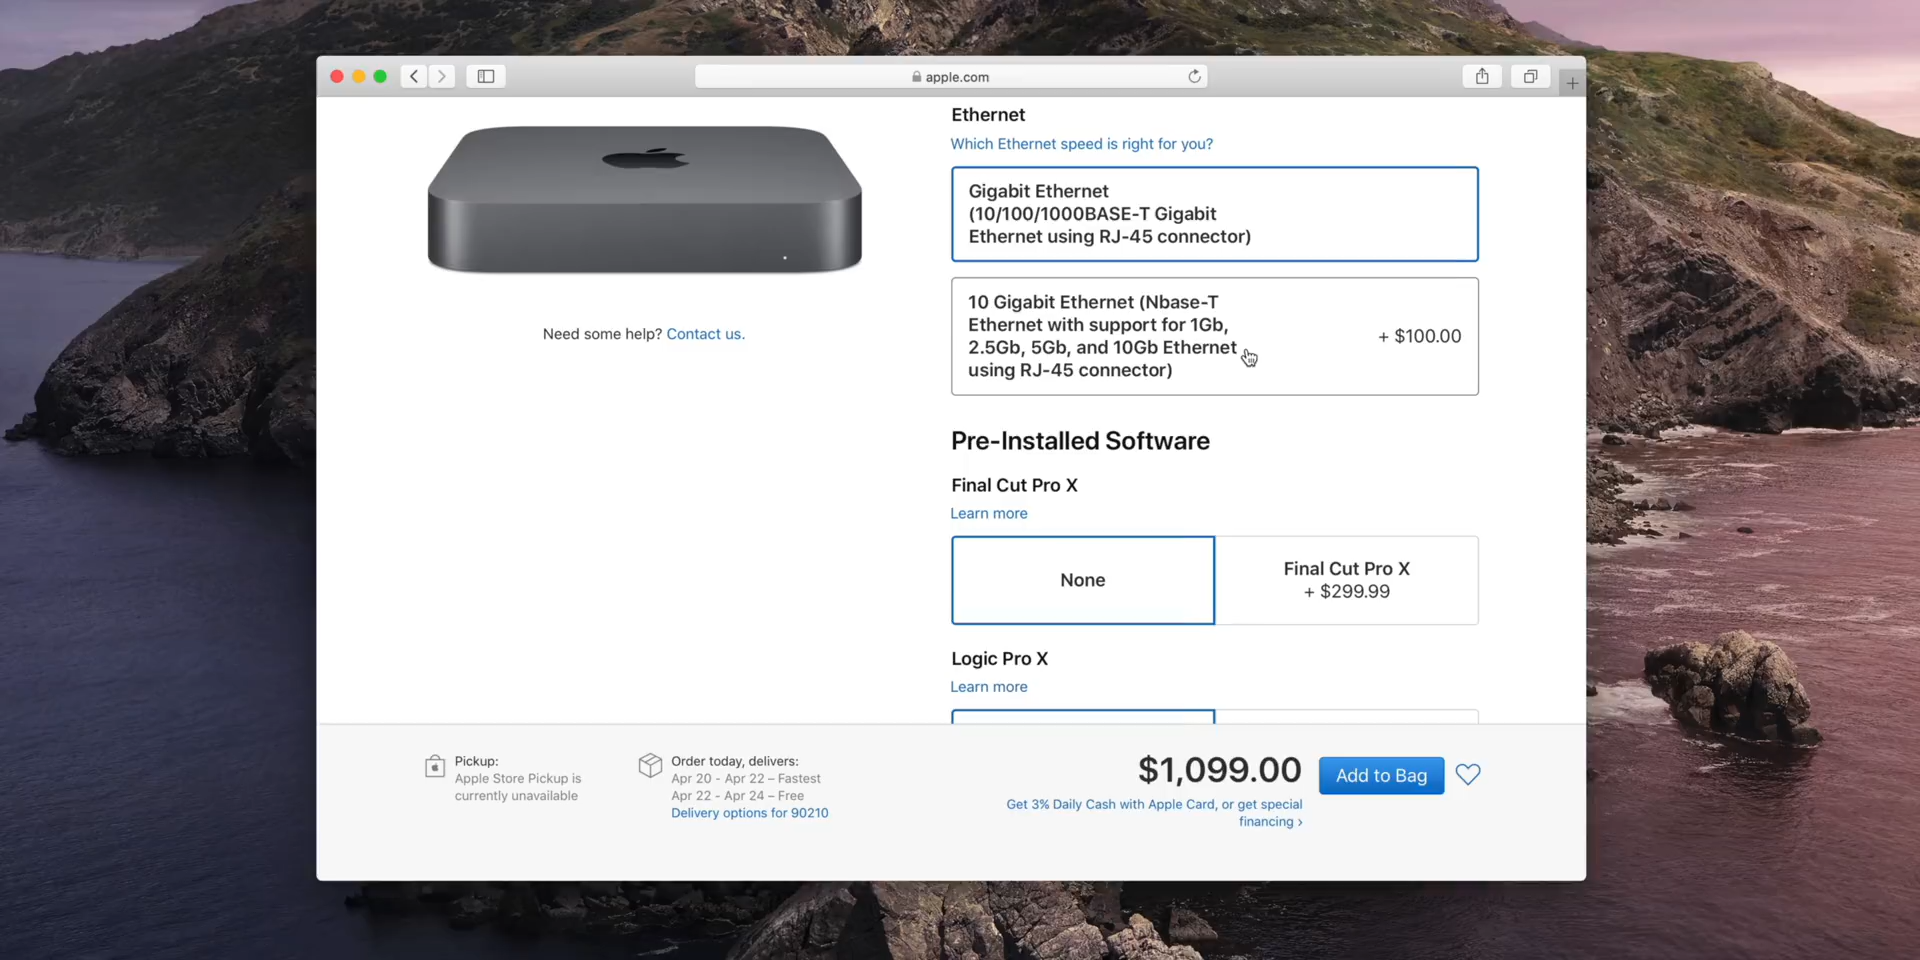 apple.com
Ethernet
Which Ethernet speed is right for you?
Gigabit Ethernet
(10/100/1000BASE-T Gigabit
Ethernet using RJ-45 connector)
10 Gigabit Ethernet (Nbase-T
Ethernet with support for 1Gb,
2.5Gb, 5Gb, and 10Gb Ethernet
using RJ-45 connector)
+ $100.00
Need some help? Contact us.
Pre-Installed Software
Final Cut Pro X
Learn more
None
Final Cut Pro X
+ $299.99
Logic Pro X
Learn more
Pickup:
Apple Store Pickup is
currently unavailable
Order today, delivers:
Apr 20 - Apr 22 – Fastest
Apr 22 - Apr 24 – Free
Delivery options for 90210
$1,099.00
Add to Bag
Get 3% Daily Cash with Apple Card, or get special
financing ›